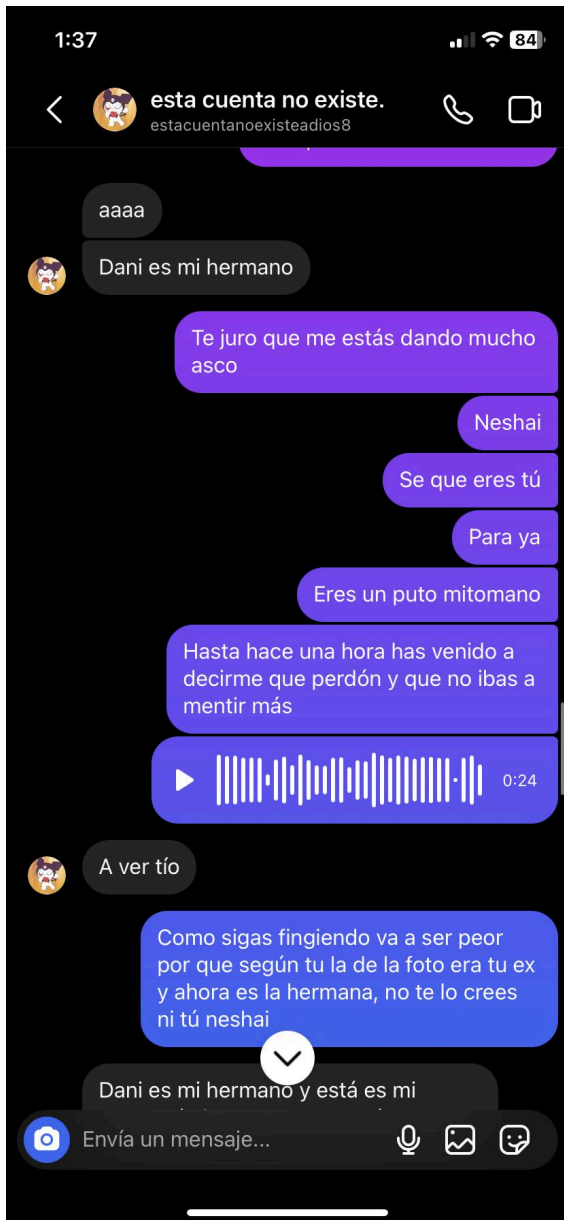 1:37
84
esta cuenta no existe.
estacuentanoexisteadios8
aaaa
Dani es mi hermano
Te juro que me estás dando mucho
asco
Neshai
Se que eres tú
Para ya
Eres un puto mitomano
Hasta hace una hora has venido a
decirme que perdón y que no ibas a
mentir más
0:24
A ver tío
Como sigas fingiendo va a ser peor
por que según tu la de la foto era tu ex
y ahora es la hermana, no te lo crees
ni tú neshai
Dani es mi hermano y está es mi
Envía un mensaje...